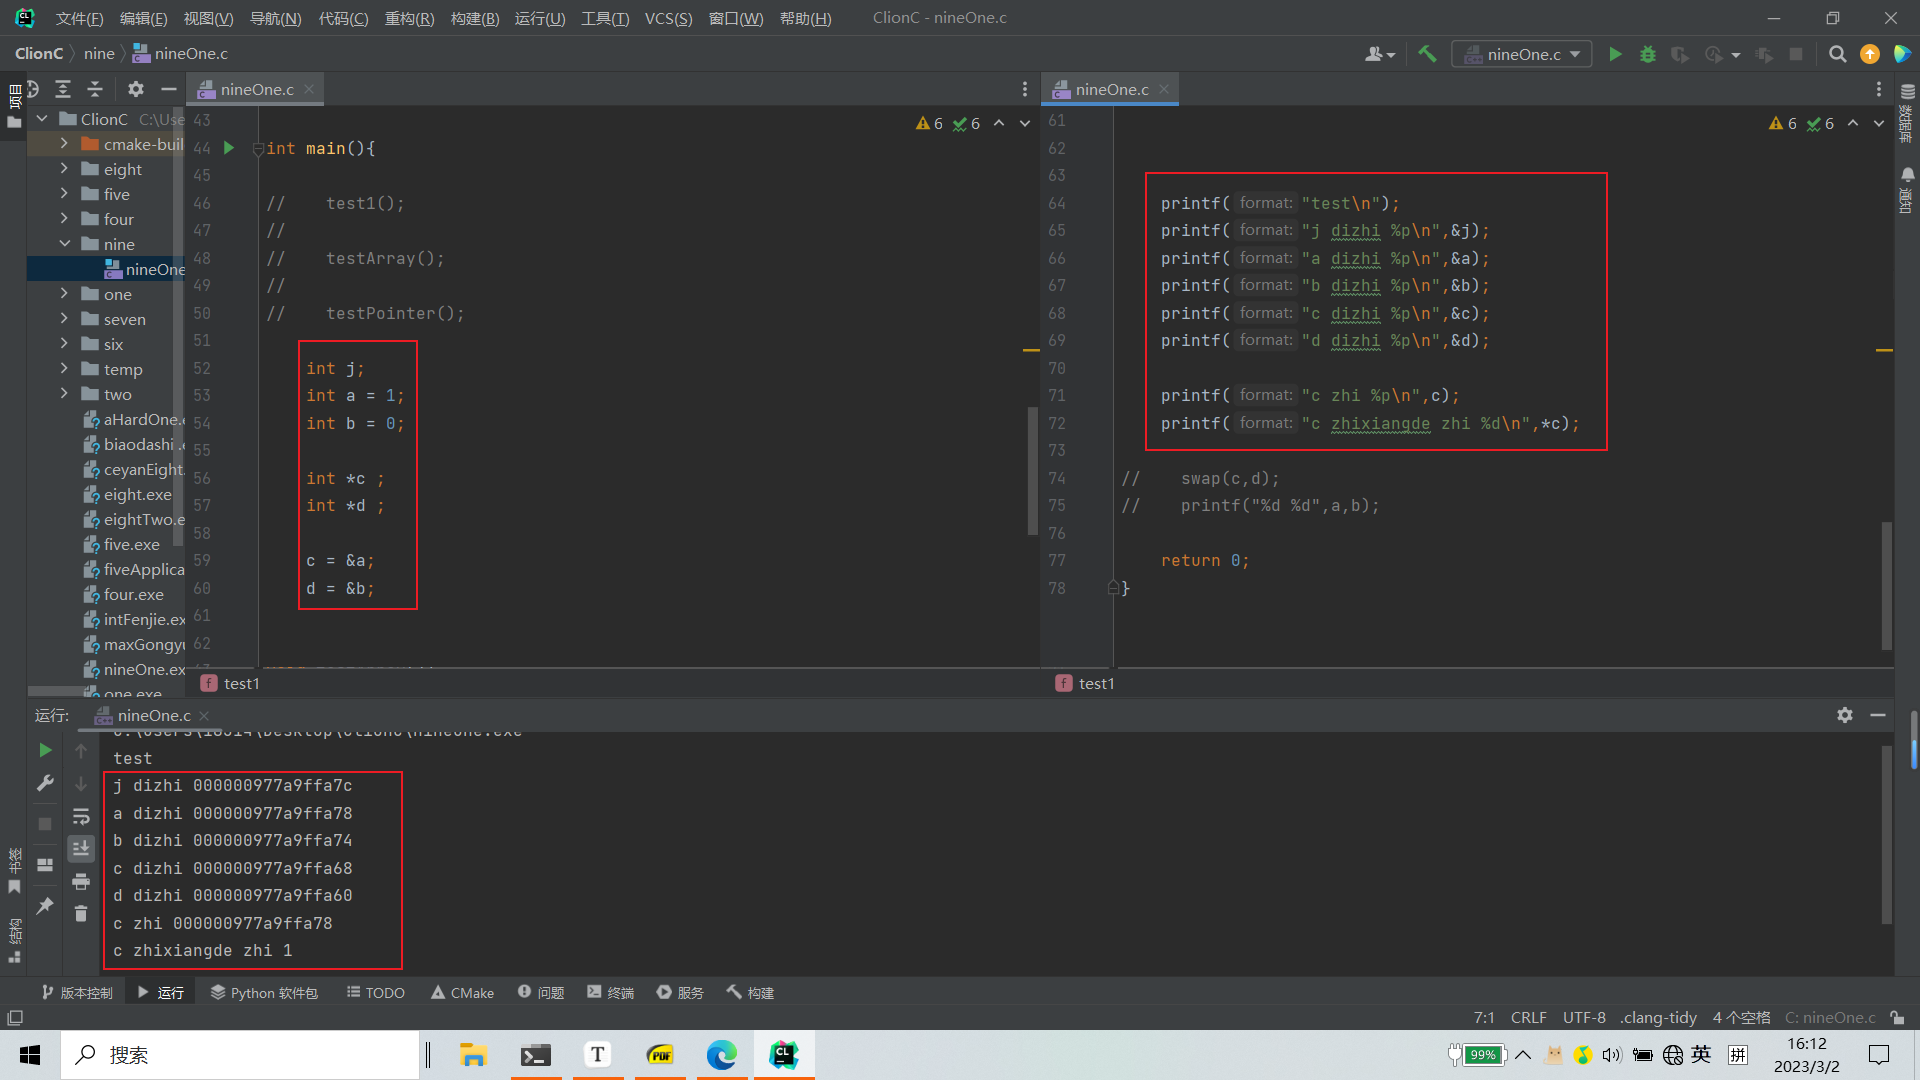 文件(F) 编辑(E) 视图(V) 导航(N) 代码(C) 重构(R) 构建(B) 运行(U) 工具(T) VCS(S) 窗口(W) 帮助(H) ClionC - nineOne.c
ClionC nine nineOne.c
nineOne.c
项目
nineOne.c
nineOne.c
ClionC C:\Use
cmake-buil
eight
five
four
nine
nineOne
one
seven
six
temp
two
aHardOne.e
biaodashi.e
ceyanEight.
eight.exe
eightTwo.e
five.exe
fiveApplica
four.exe
intFenjie.ex
maxGongyu
nineOne.ex
one.exe
6 6
43
44 int main(){
45
46 // test1();
47 //
48 // testArray();
49 //
50 // testPointer();
51
52 int j;
53 int a = 1;
54 int b = 0;
55
56 int *c ;
57 int *d ;
58
59 c = &a;
60 d = &b;
61
62
test1
6 6
61
62
63
64 printf( format: "test\n");
65 printf( format: "j dizhi %p\n",&j);
66 printf( format: "a dizhi %p\n",&a);
67 printf( format: "b dizhi %p\n",&b);
68 printf( format: "c dizhi %p\n",&c);
69 printf( format: "d dizhi %p\n",&d);
70
71 printf( format: "c zhi %p\n",c);
72 printf( format: "c zhixiangde zhi %d\n",*c);
73
74 // swap(c,d);
75 // printf("%d %d",a,b);
76
77 return 0;
78 }
test1
数据库
通知
运行: nineOne.c
test
j dizhi 000000977a9ffa7c
a dizhi 000000977a9ffa78
b dizhi 000000977a9ffa74
c dizhi 000000977a9ffa68
d dizhi 000000977a9ffa60
c zhi 000000977a9ffa78
c zhixiangde zhi 1
书签
结构
版本控制 运行 Python 软件包 TODO CMake 问题 终端 服务 构建
7:1 CRLF UTF-8 .clang-tidy 4 个空格 C: nineOne.c
搜索
T
PDF
CL
99%
英
拼
16:12
2023/3/2